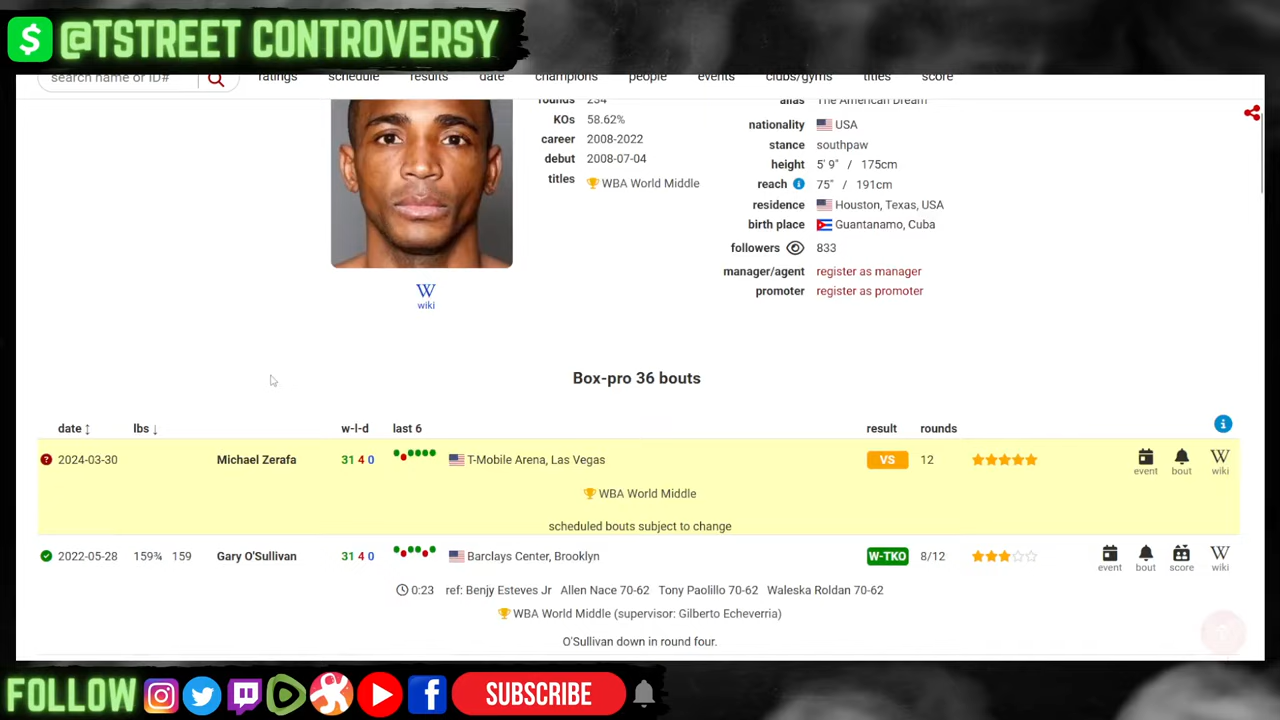 $ @TSTREET CONTROVERSY
search name or ID# ratings schedule results date champions people events clubs/gyms titles score
rounds 234
KOs 58.62%
career 2008-2022
debut 2008-07-04
titles WBA World Middle
alias The American Dream
nationality USA
stance southpaw
height 5' 9" / 175cm
reach i 75" / 191cm
residence Houston, Texas, USA
birth place Guantanamo, Cuba
followers 833
manager/agent register as manager
promoter register as promoter
W
wiki
Box-pro 36 bouts
date lbs w-l-d last 6 result rounds i
? 2024-03-30 Michael Zerafa 31 4 0 T-Mobile Arena, Las Vegas VS 12 event bout W wiki
WBA World Middle
scheduled bouts subject to change
2022-05-28 159¾ 159 Gary O'Sullivan 31 4 0 Barclays Center, Brooklyn W-TKO 8/12 event bout score W wiki
0:23 ref: Benjy Esteves Jr Allen Nace 70-62 Tony Paolillo 70-62 Waleska Roldan 70-62
WBA World Middle (supervisor: Gilberto Echeverria)
O'Sullivan down in round four.
FOLLOW SUBSCRIBE